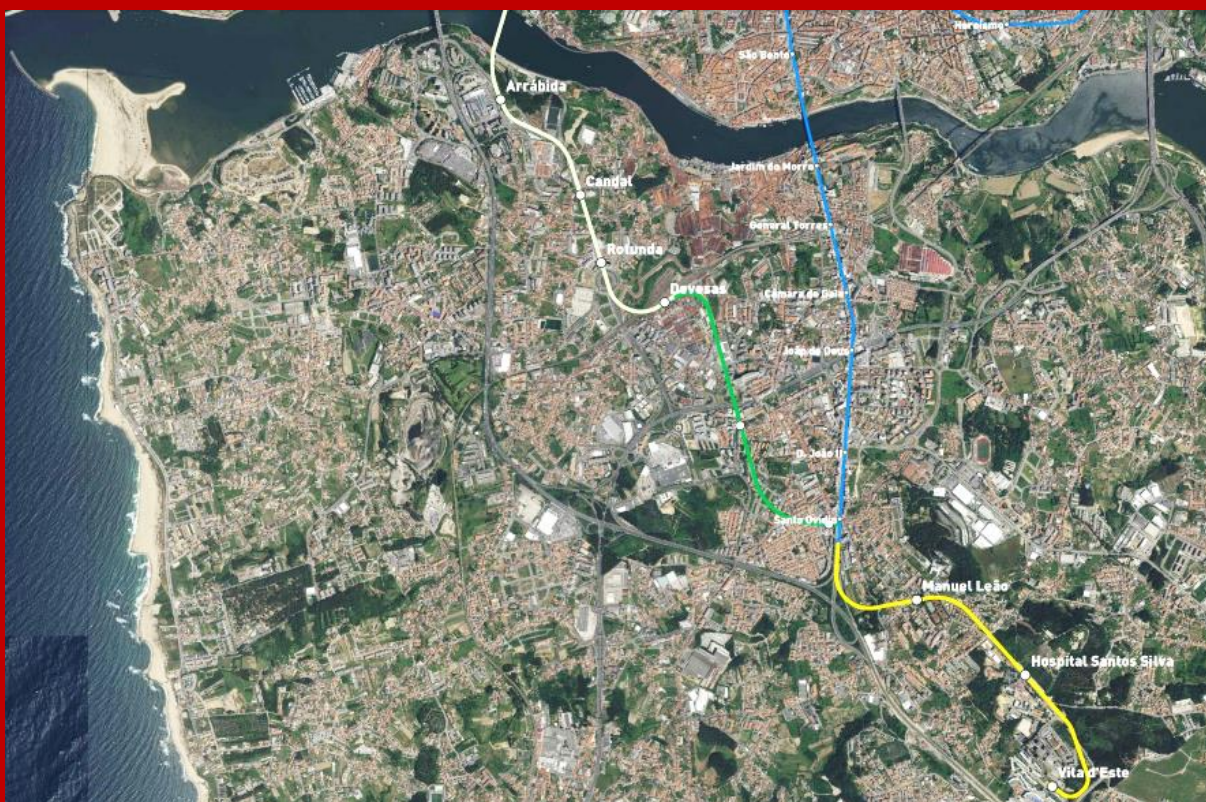 Heroísmo
São Bento
Arrábida
Jardim do Morro
Candal
General Torres
Rotunda
Devesas
Câmara de Gaia
João de Deus
D. João II
Santo Ovídio
Manuel Leão
Hospital Santos Silva
Vila d'Este